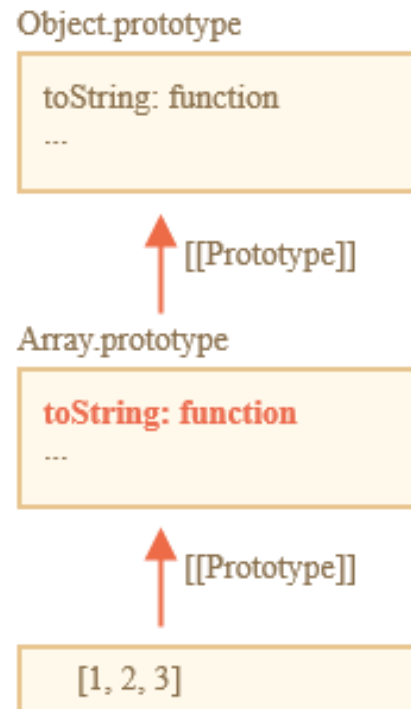 Object.prototype
toString: function
...
[[Prototype]]
Array.prototype
toString: function
...
[[Prototype]]
[1, 2, 3]